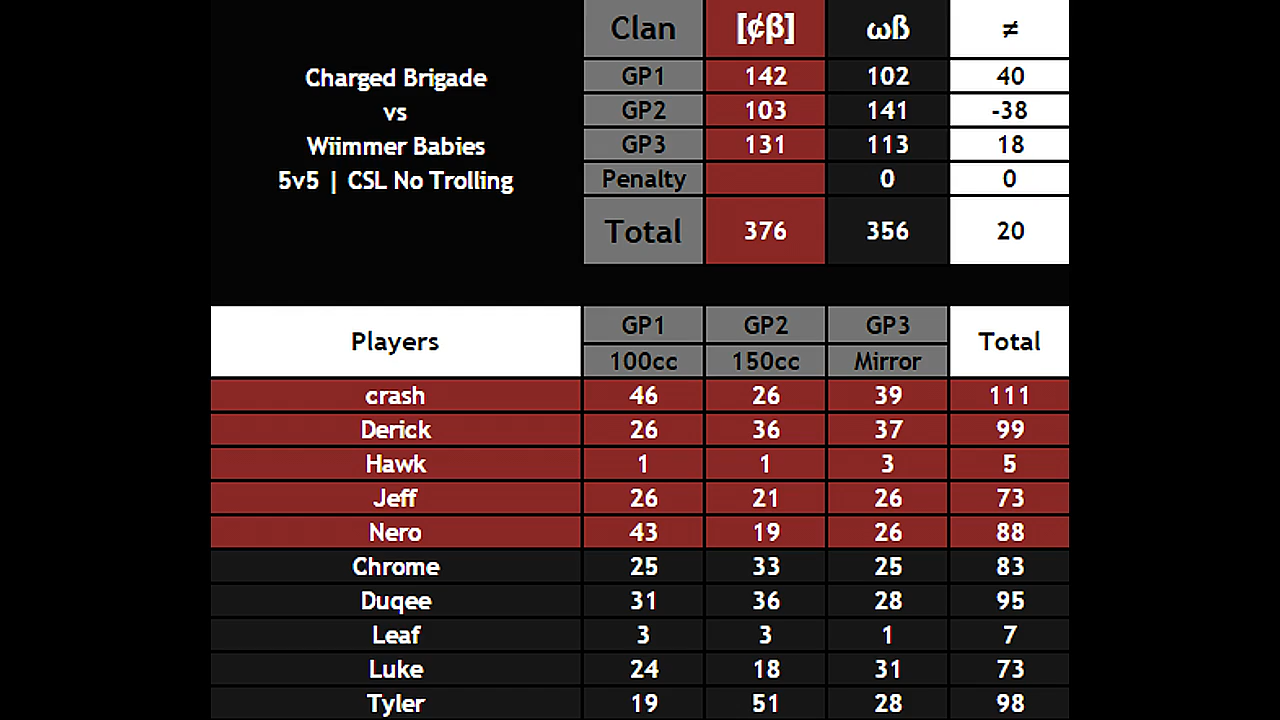 Clan [¢β] ωß ≠
Charged Brigade
vs
Wiimmer Babies
5v5 | CSL No Trolling
GP1 142 102 40
GP2 103 141 -38
GP3 131 113 18
Penalty 0 0
Total 376 356 20
Players GP1 GP2 GP3 Total
100cc 150cc Mirror
crash 46 26 39 111
Derick 26 36 37 99
Hawk 1 1 3 5
Jeff 26 21 26 73
Nero 43 19 26 88
Chrome 25 33 25 83
Duqee 31 36 28 95
Leaf 3 3 1 7
Luke 24 18 31 73
Tyler 19 51 28 98